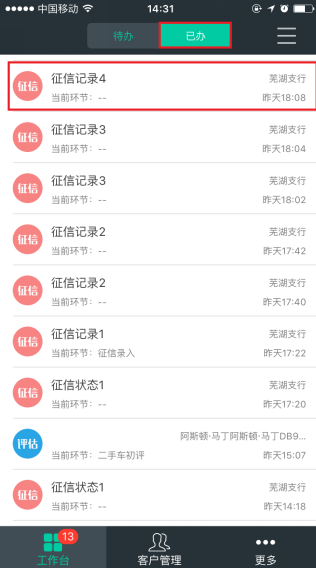 中国移动 14:31
待办 已办
征信 征信记录4 芜湖支行
当前环节：-- 昨天18:08
征信 征信记录3 芜湖支行
当前环节：-- 昨天18:04
征信 征信记录3 芜湖支行
当前环节：-- 昨天18:02
征信 征信记录2 芜湖支行
当前环节：-- 昨天17:42
征信 征信记录2 芜湖支行
当前环节：-- 昨天17:40
征信 征信记录1 芜湖支行
当前环节：征信录入 昨天17:22
征信 征信状态1 芜湖支行
当前环节：-- 昨天17:20
评估 阿斯顿·马丁阿斯顿·马丁DB9...
当前环节：二手车初评 昨天15:07
征信 征信状态1 芜湖支行
当前环节：-- 昨天14:18
13
工作台 客户管理 更多